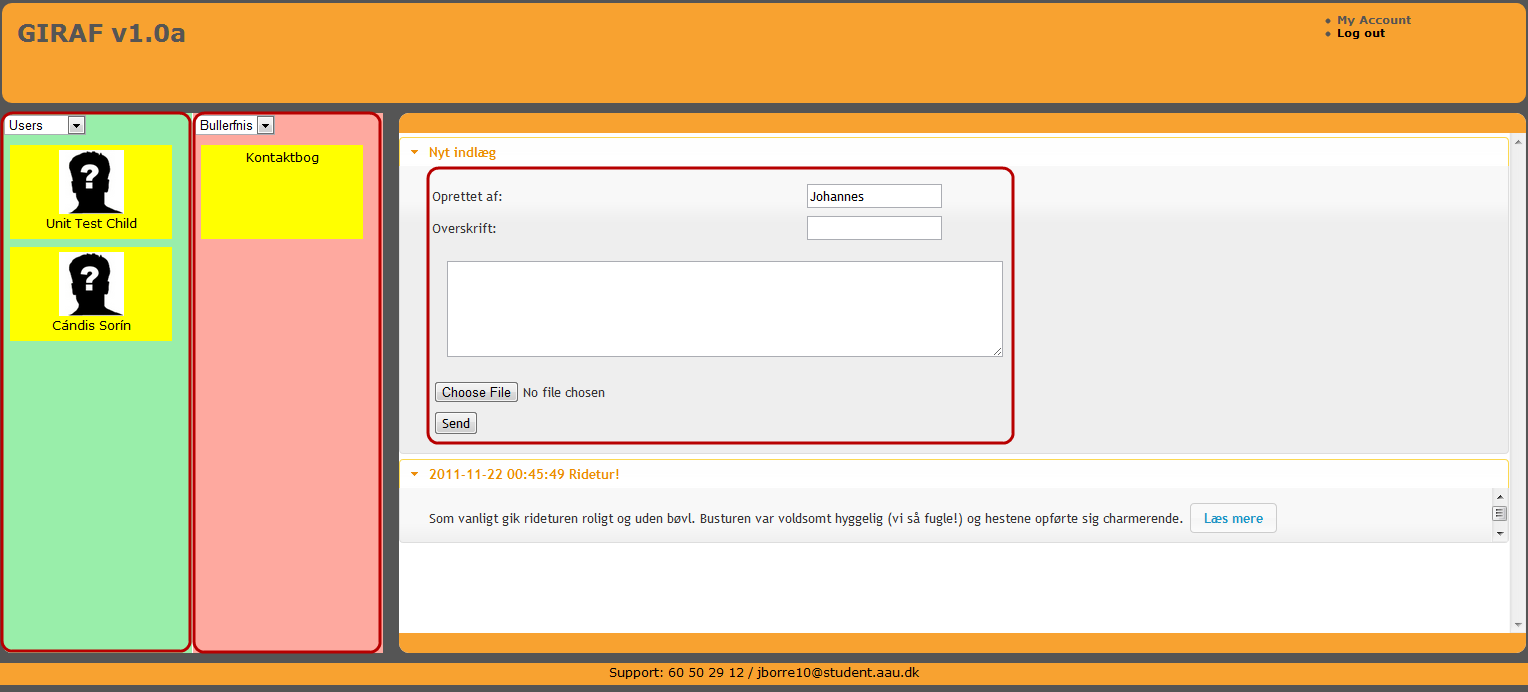 GIRAF v1.0a
My Account
Log out
Users
Unit Test Child
Cándis Sorín
Bullerfnis
Kontaktbog
Nyt indlæg
Oprettet af: Johannes
Overskrift:
Choose File No file chosen
Send
2011-11-22 00:45:49 Ridetur!
Som vanligt gik rideturen roligt og uden bøvl. Busturen var voldsomt hyggelig (vi så fugle!) og hestene opførte sig charmerende. Læs mere
Support: 60 50 29 12 / jborre10@student.aau.dk